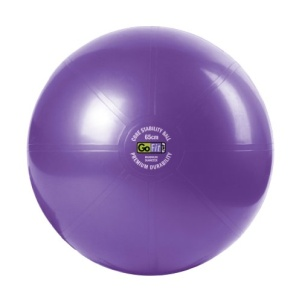 CORE STABILITY BALL
65cm
GoFit
PREMIUM DURABILITY